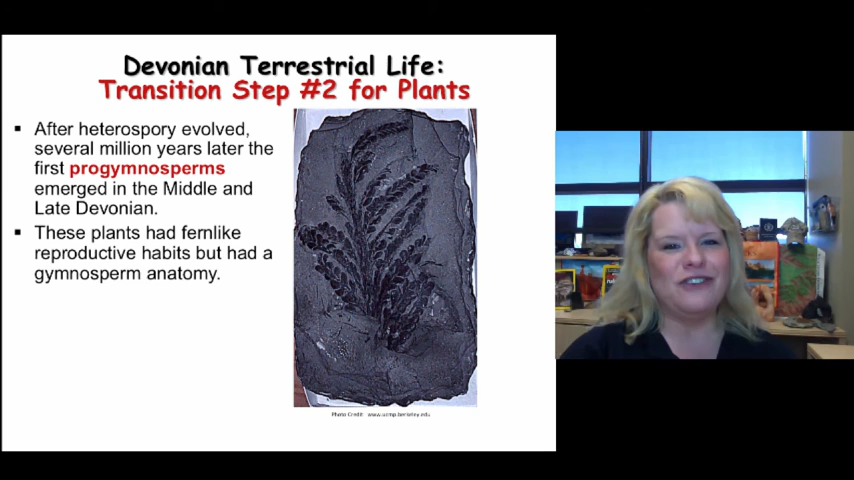 Devonian Terrestrial Life:
Transition Step #2 for Plants
▪ After heterospory evolved,
several million years later the
first progymnosperms
emerged in the Middle and
Late Devonian.
▪ These plants had fernlike
reproductive habits but had a
gymnosperm anatomy.
Photo Credit: www.ucmp.berkeley.edu